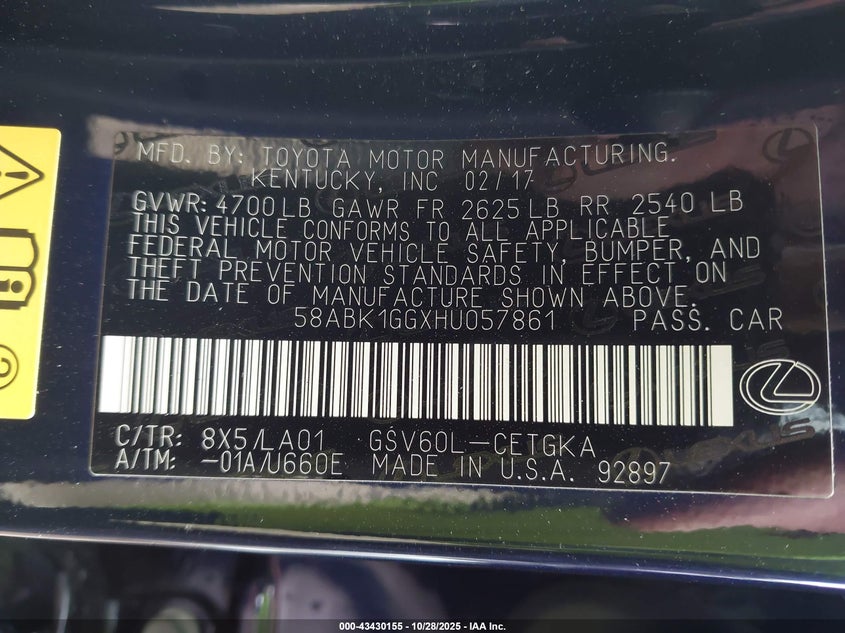 MFD. BY: TOYOTA MOTOR MANUFACTURING.
KENTUCKY, INC 02/17
GVWR: 4700LB GAWR FR 2625LB RR 2540 LB
THIS VEHICLE CONFORMS TO ALL APPLICABLE
FEDERAL MOTOR VEHICLE SAFETY, BUMPER, AND
THEFT PREVENTION STANDARDS IN EFFECT ON
THE DATE OF MANUFACTURE SHOWN ABOVE.
58ABK1GGXHU057861 PASS. CAR
C/TR: 8X5/LA01 GSV60L-CETGKA
A/TM: -01A/U660E MADE IN U.S.A. 92897
000-43430155 - 10/28/2025 - IAA Inc.